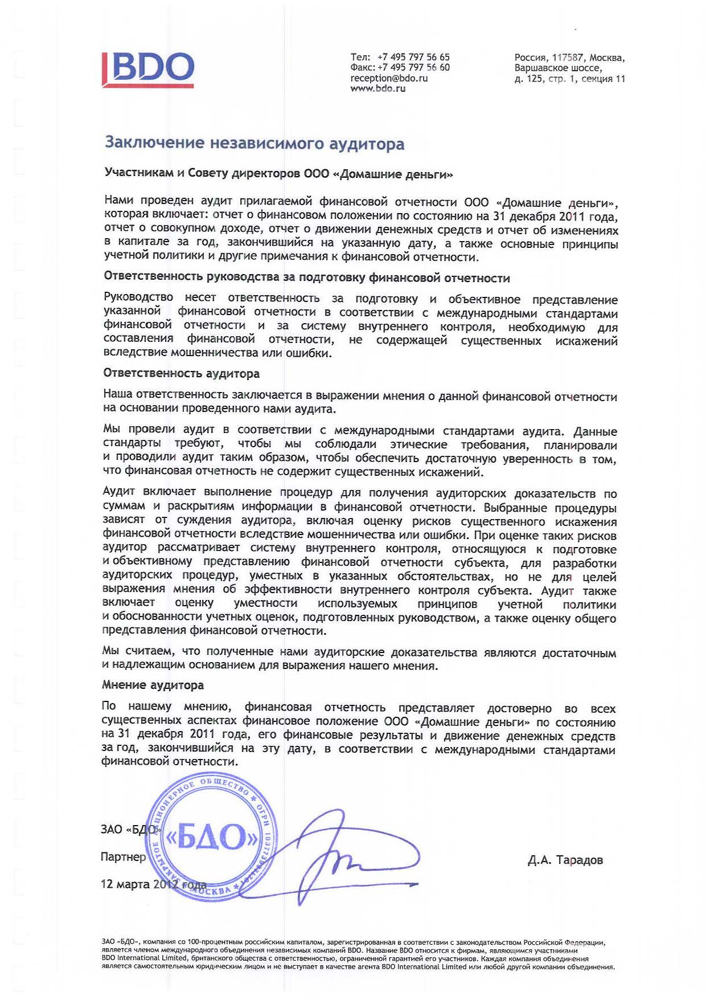 BDO
Тел: +7 495 797 56 65
Факс: +7 495 797 56 60
reception@bdo.ru
www.bdo.ru
Россия, 117587, Москва,
Варшавское шоссе,
д. 125, стр. 1, секция 11
Заключение независимого аудитора
Участникам и Совету директоров ООО «Домашние деньги»
Нами проведен аудит прилагаемой финансовой отчетности ООО «Домашние деньги»,
которая включает: отчет о финансовом положении по состоянию на 31 декабря 2011 года,
отчет о совокупном доходе, отчет о движении денежных средств и отчет об изменениях
в капитале за год, закончившийся на указанную дату, а также основные принципы
учетной политики и другие примечания к финансовой отчетности.
Ответственность руководства за подготовку финансовой отчетности
Руководство несет ответственность за подготовку и объективное представление
указанной финансовой отчетности в соответствии с международными стандартами
финансовой отчетности и за систему внутреннего контроля, необходимую для
составления финансовой отчетности, не содержащей существенных искажений
вследствие мошенничества или ошибки.
Ответственность аудитора
Наша ответственность заключается в выражении мнения о данной финансовой отчетности
на основании проведенного нами аудита.
Мы провели аудит в соответствии с международными стандартами аудита. Данные
стандарты требуют, чтобы мы соблюдали этические требования, планировали
и проводили аудит таким образом, чтобы обеспечить достаточную уверенность в том,
что финансовая отчетность не содержит существенных искажений.
Аудит включает выполнение процедур для получения аудиторских доказательств по
суммам и раскрытиям информации в финансовой отчетности. Выбранные процедуры
зависят от суждения аудитора, включая оценку рисков существенного искажения
финансовой отчетности вследствие мошенничества или ошибки. При оценке таких рисков
аудитор рассматривает систему внутреннего контроля, относящуюся к подготовке
и объективному представлению финансовой отчетности субъекта, для разработки
аудиторских процедур, уместных в указанных обстоятельствах, но не для целей
выражения мнения об эффективности внутреннего контроля субъекта. Аудит также
включает оценку уместности используемых принципов учетной политики
и обоснованности учетных оценок, подготовленных руководством, а также оценку общего
представления финансовой отчетности.
Мы считаем, что полученные нами аудиторские доказательства являются достаточным
и надлежащим основанием для выражения нашего мнения.
Мнение аудитора
По нашему мнению, финансовая отчетность представляет достоверно во всех
существенных аспектах финансовое положение ООО «Домашние деньги» по состоянию
на 31 декабря 2011 года, его финансовые результаты и движение денежных средств
за год, закончившийся на эту дату, в соответствии с международными стандартами
финансовой отчетности.
ЗАО «БДО»
Партнер
Д.А. Тарадов
12 марта 2012 года
ЗАКРЫТОЕ АКЦИОНЕРНОЕ ОБЩЕСТВО * ОГРН
* МОСКВА *
«БДО»
ЗАО «БДО», компания со 100-процентным российским капиталом, зарегистрированная в соответствии с законодательством Российской Федерации,
является членом международного объединения независимых компаний BDO. Название BDO относится к фирмам, являющимся участниками
BDO International Limited, британского общества с ответственностью, ограниченной гарантией его участников. Каждая компания объединения
является самостоятельным юридическим лицом и не выступает в качестве агента BDO International Limited или любой другой компании объединения.